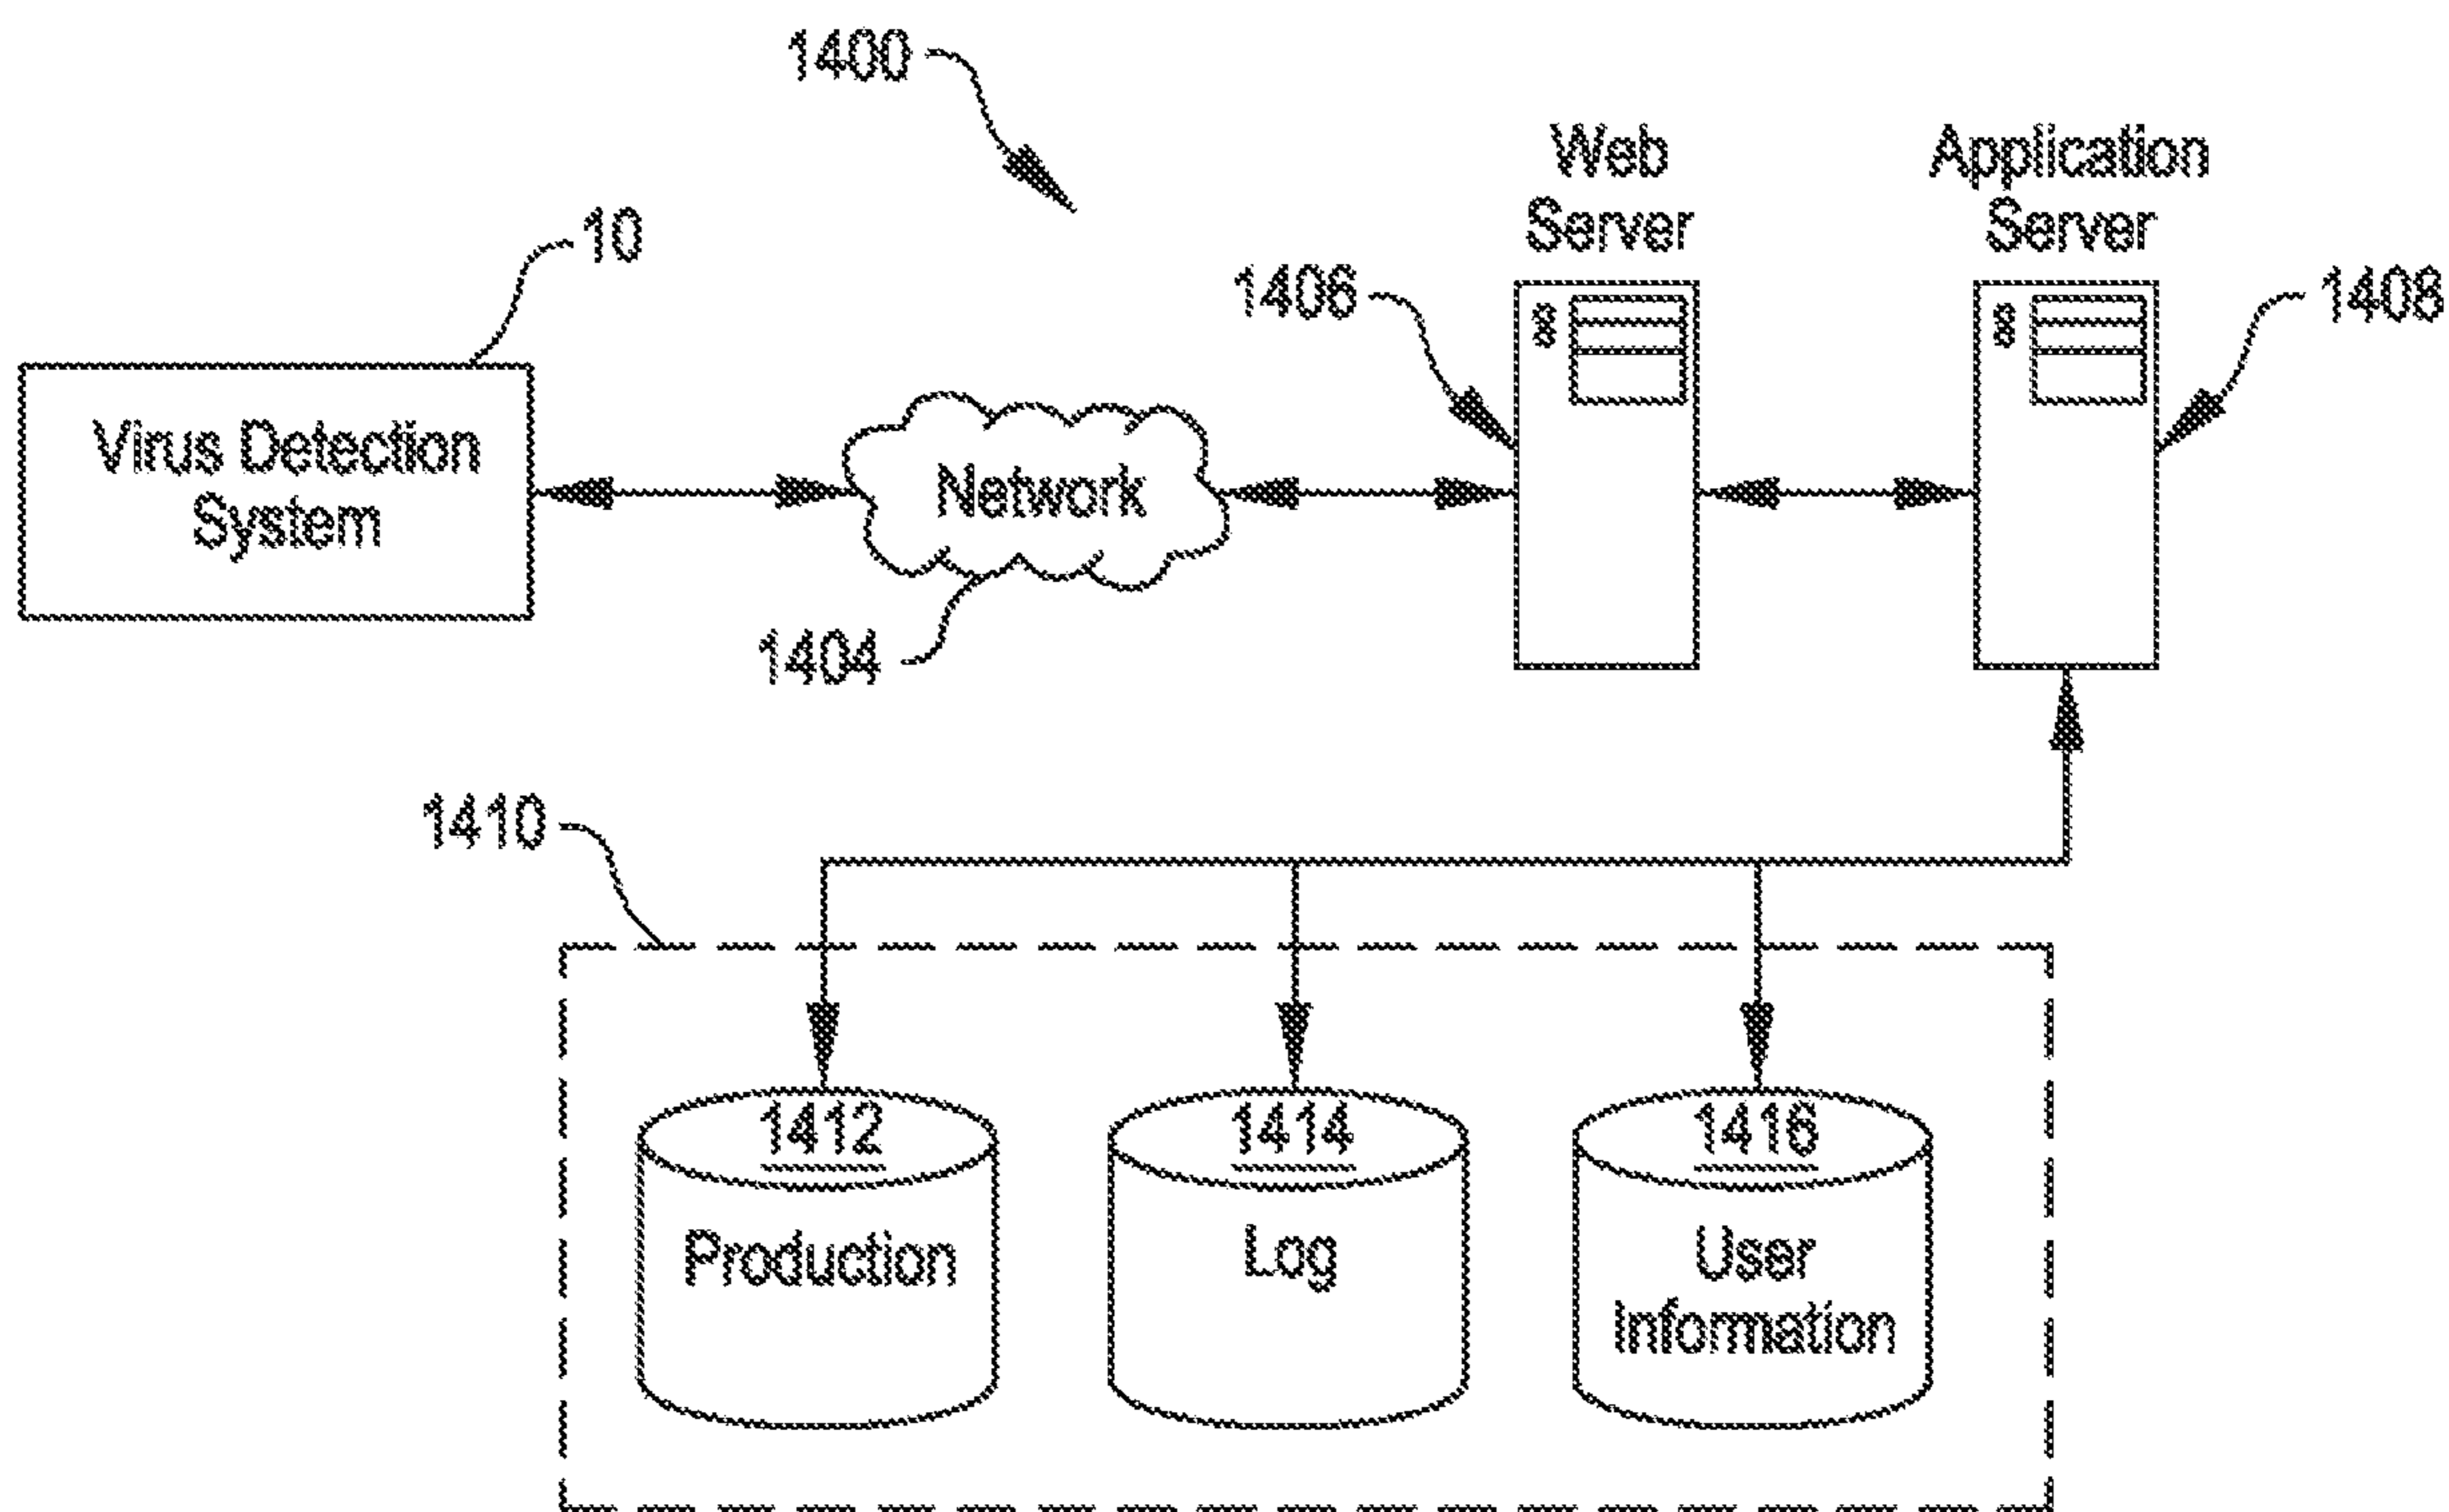 1400
Web
Server
Application
Server
10
1406
1408
Virus Detection
System
Network
1404
1410
1412
Production
1414
Log
1416
User
Information